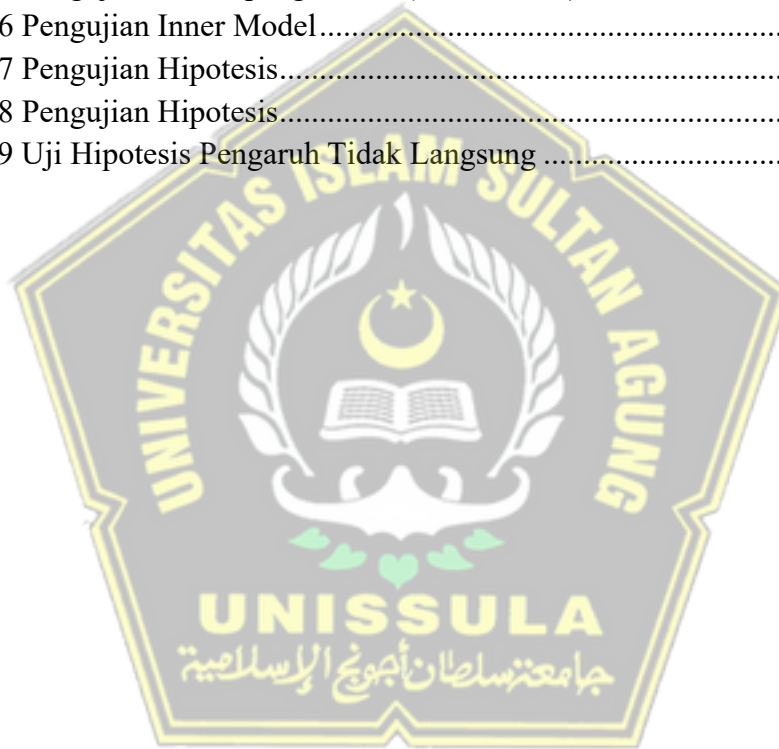 6 Pengujian Inner Model
7 Pengujian Hipotesis
8 Pengujian Hipotesis
9 Uji Hipotesis Pengaruh Tidak Langsung
UNIVERSITAS ISLAM SULTAN AGUNG
UNISSULA
جامعة سلطان أجونج الإسلامية